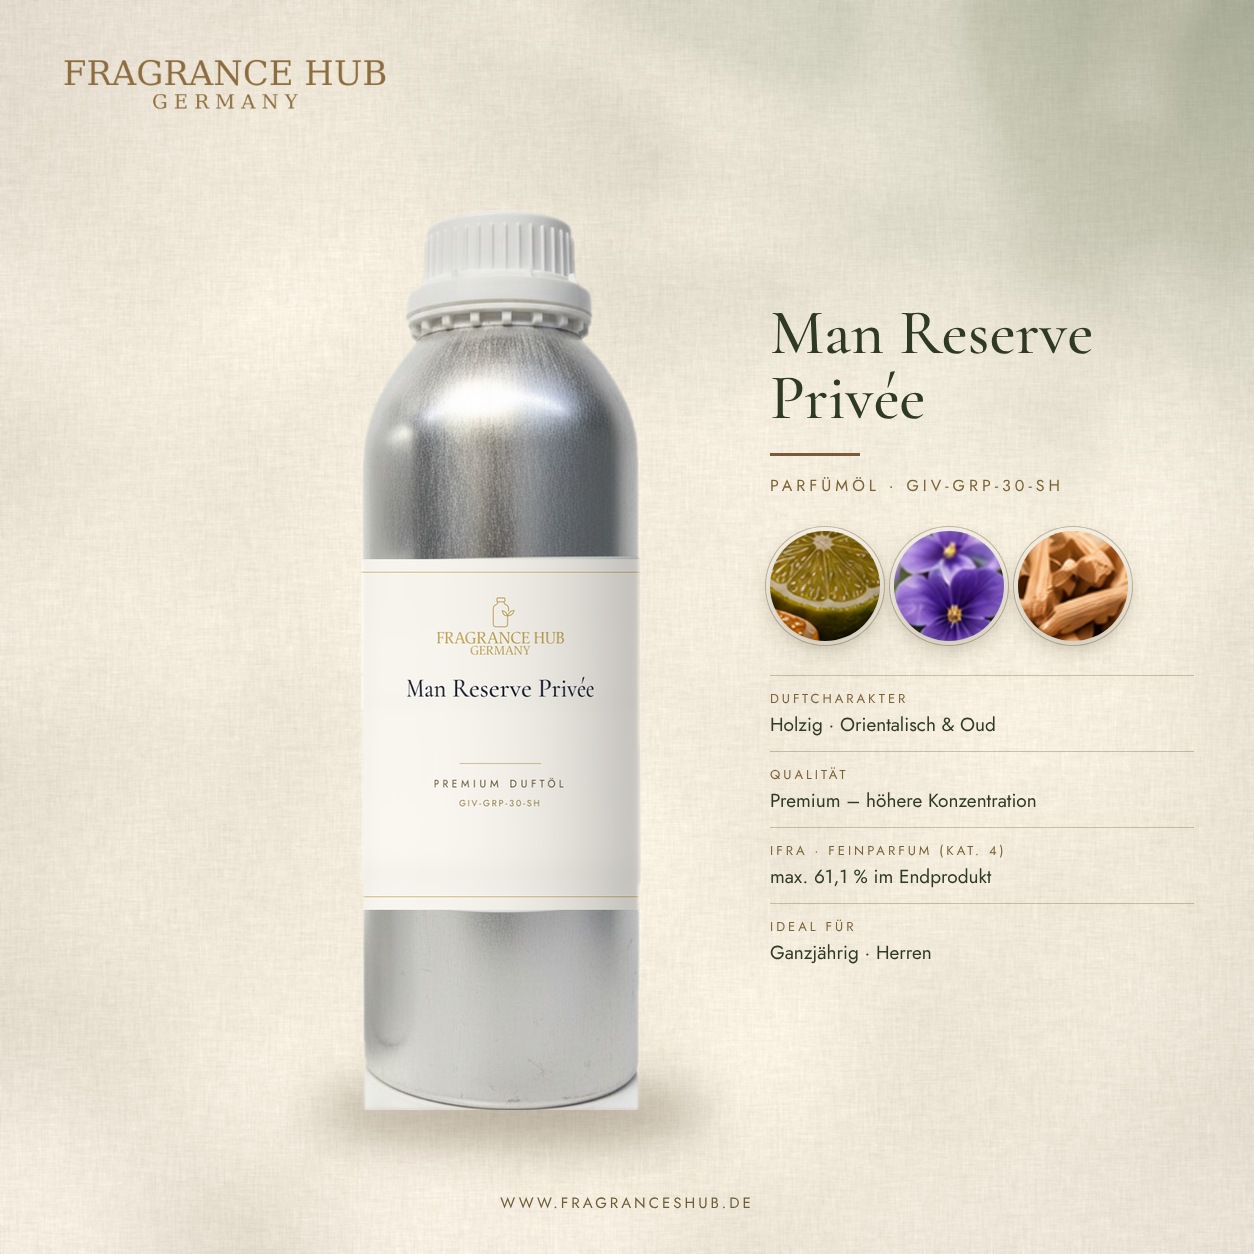 FRAGRANCE HUB
GERMANY
Man Reserve
Privée
PARFÜMÖL · GIV-GRP-30-SH
DUFTCHARAKTER
Holzig · Orientalisch & Oud
QUALITÄT
Premium – höhere Konzentration
IFRA · FEINPARFUM (KAT. 4)
max. 61,1 % im Endprodukt
IDEAL FÜR
Ganzjährig · Herren
FRAGRANCE HUB
GERMANY
Man Reserve Privée
PREMIUM DUFTÖL
GIV-GRP-30-SH
WWW.FRAGRANCESHUB.DE